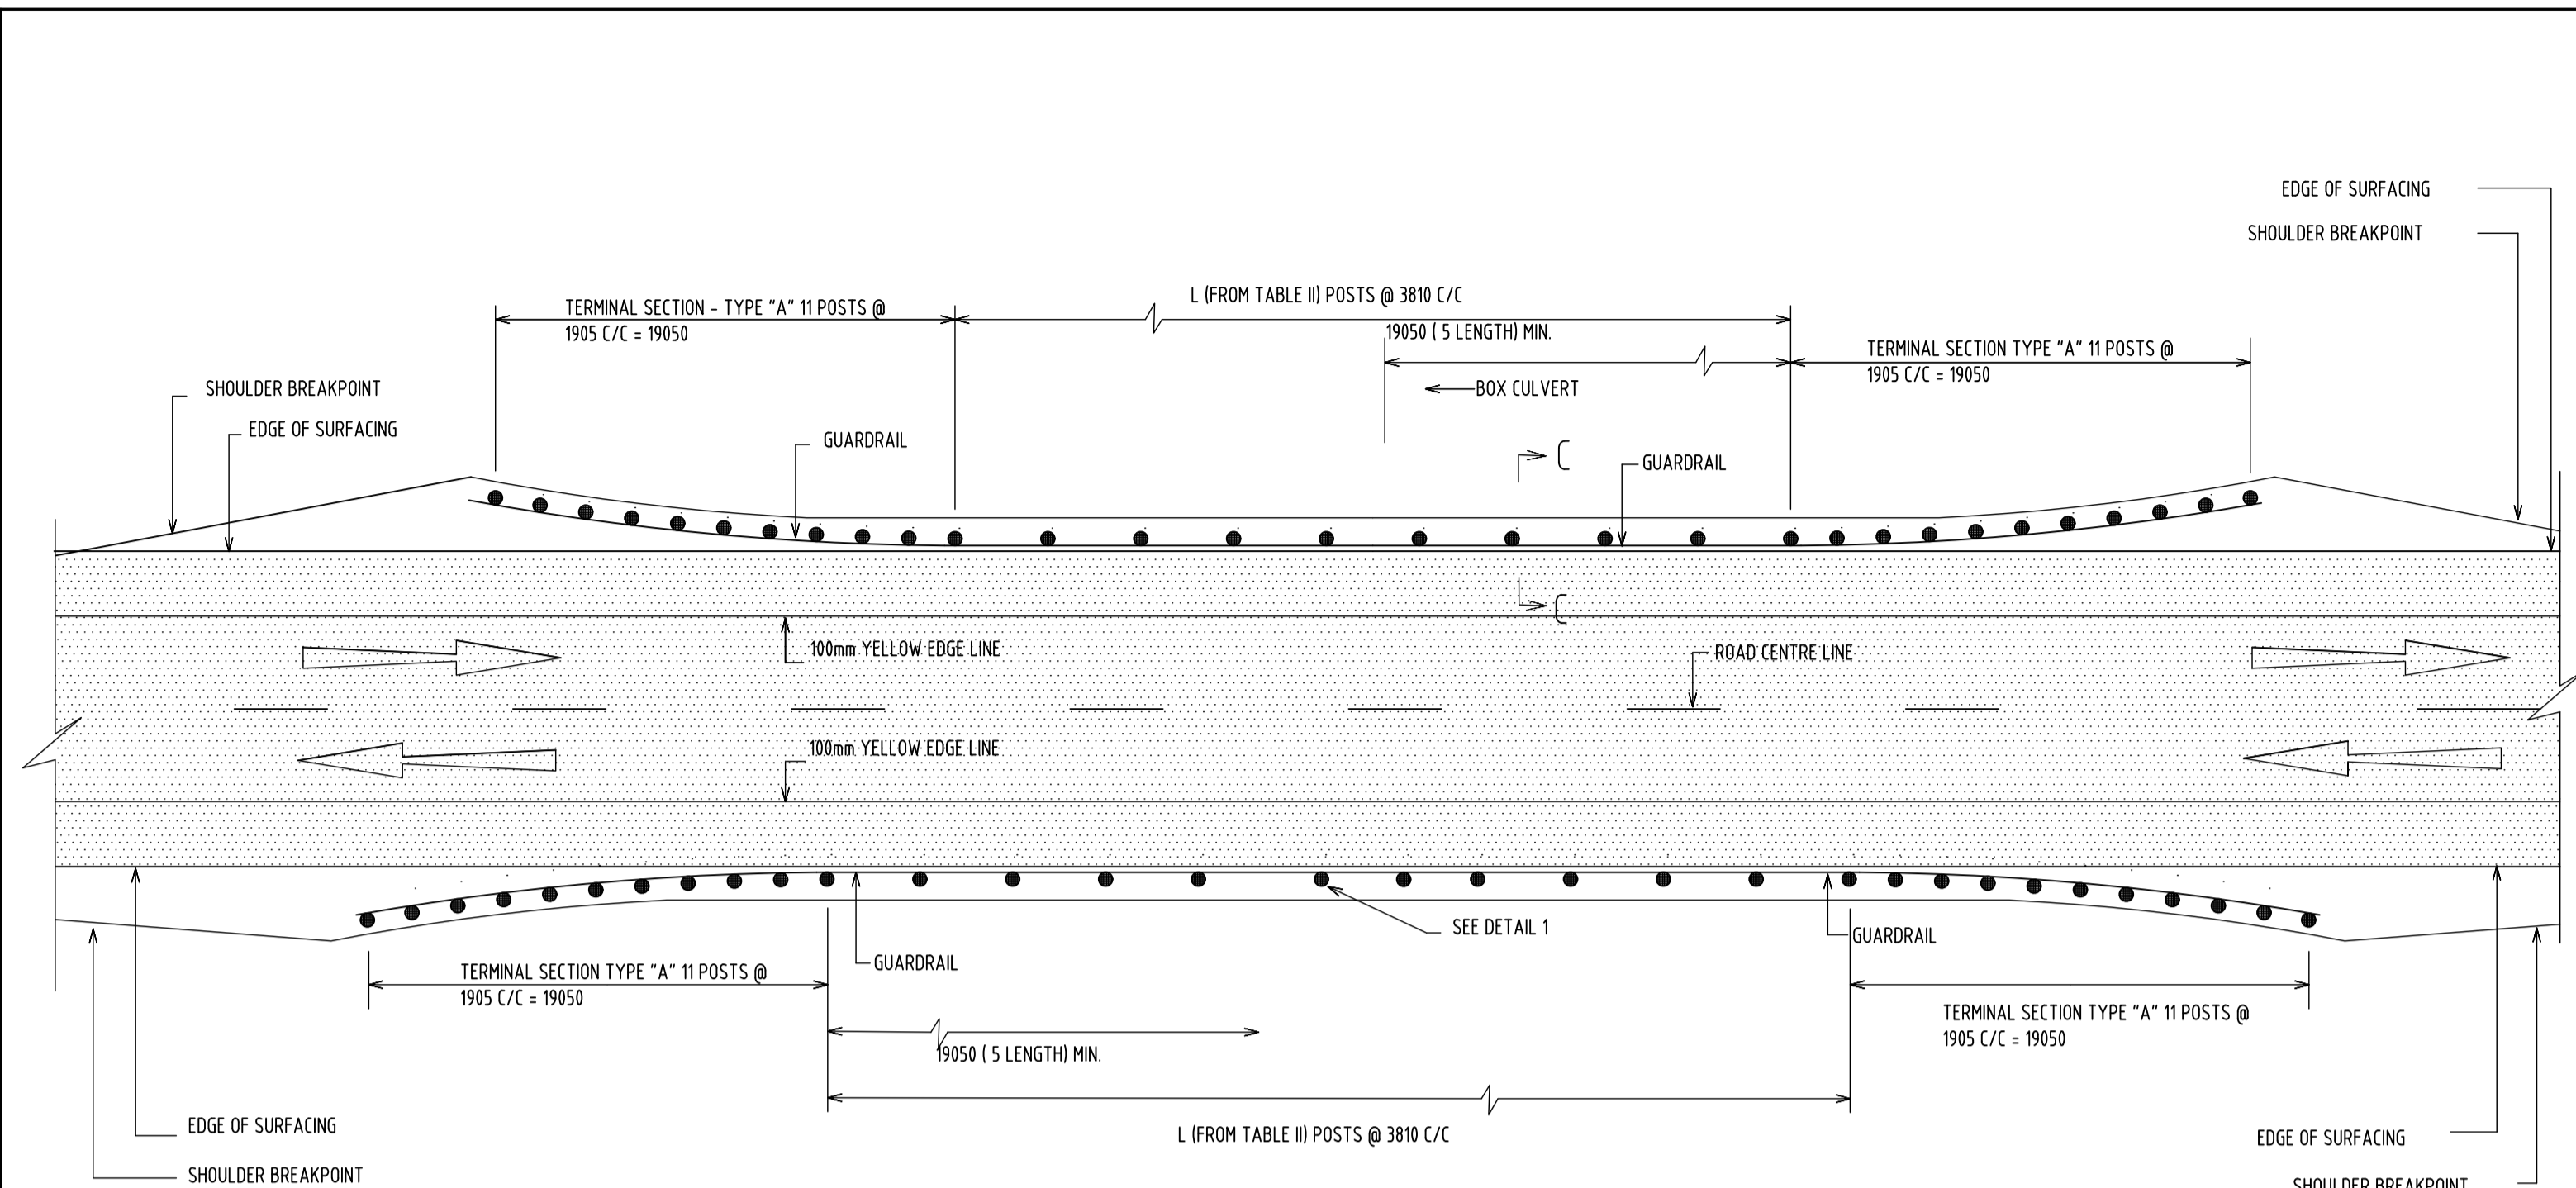 EDGE OF SURFACING
SHOULDER BREAKPOINT
L (FROM TABLE II) POSTS @ 3810 C/C
TERMINAL SECTION - TYPE "A" 11 POSTS @
1905 C/C = 19050
19050 ( 5 LENGTH) MIN.
TERMINAL SECTION TYPE "A" 11 POSTS @
1905 C/C = 19050
SHOULDER BREAKPOINT
BOX CULVERT
EDGE OF SURFACING
GUARDRAIL
C
GUARDRAIL
C
100mm YELLOW EDGE LINE
ROAD CENTRE LINE
100mm YELLOW EDGE LINE
SEE DETAIL 1
GUARDRAIL
GUARDRAIL
TERMINAL SECTION TYPE "A" 11 POSTS @
1905 C/C = 19050
TERMINAL SECTION TYPE "A" 11 POSTS @
1905 C/C = 19050
19050 ( 5 LENGTH) MIN.
EDGE OF SURFACING
L (FROM TABLE II) POSTS @ 3810 C/C
EDGE OF SURFACING
SHOULDER BREAKPOINT
SHOULDER BREAKPOINT